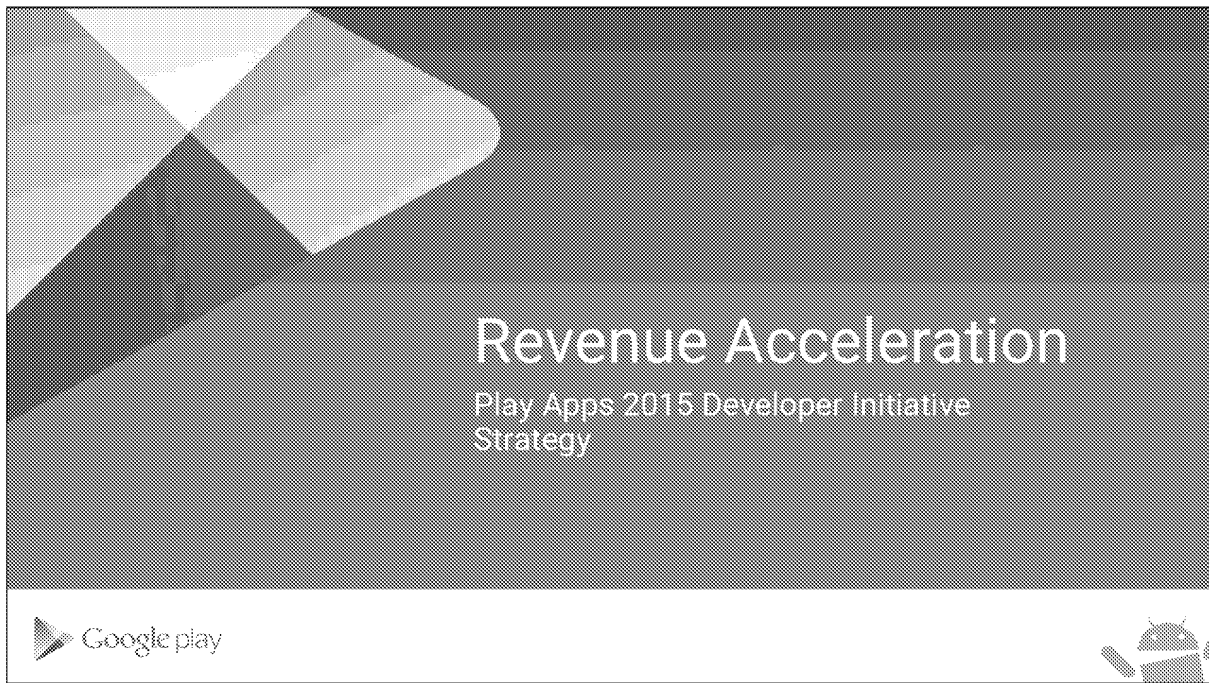 Revenue Acceleration
Play Apps 2015 Developer Initiative
Strategy
Google play